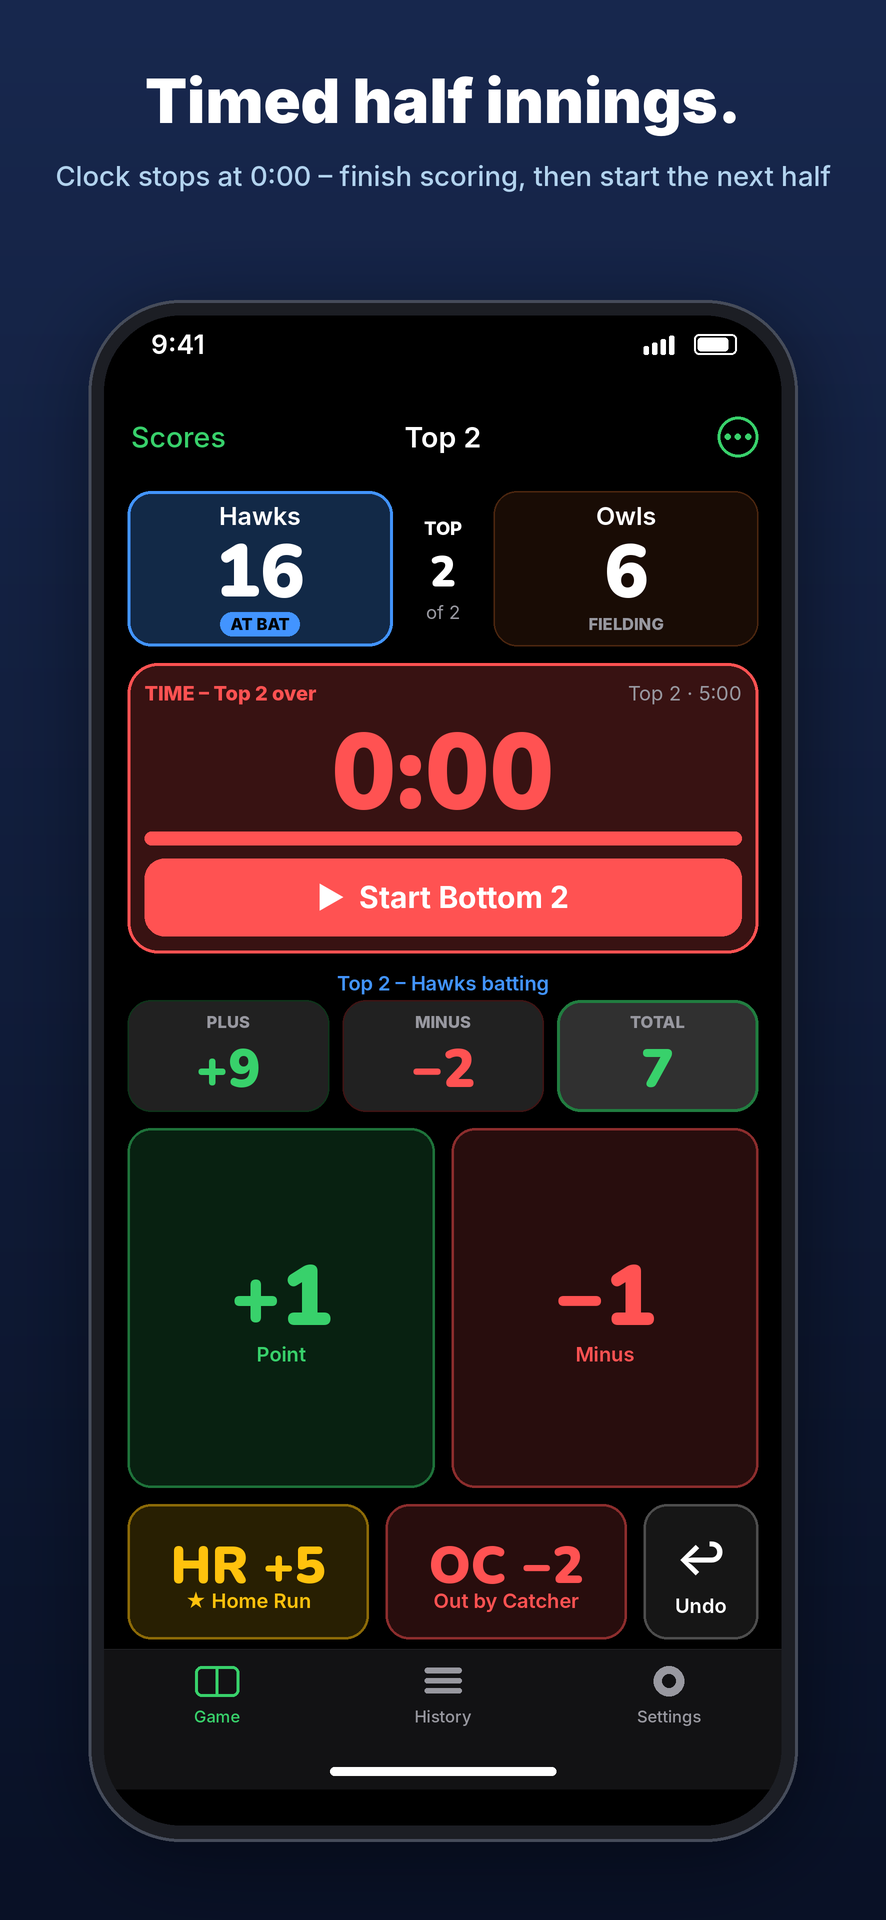 Timed half innings.
Clock stops at 0:00 – finish scoring, then start the next half
9:41
Scores
Top 2
Hawks
16
AT BAT
TOP
2
of 2
Owls
6
FIELDING
TIME – Top 2 over
Top 2 · 5:00
0:00
Start Bottom 2
Top 2 – Hawks batting
PLUS
+9
MINUS
−2
TOTAL
7
+1
Point
−1
Minus
HR +5
★ Home Run
OC −2
Out by Catcher
Undo
Game
History
Settings